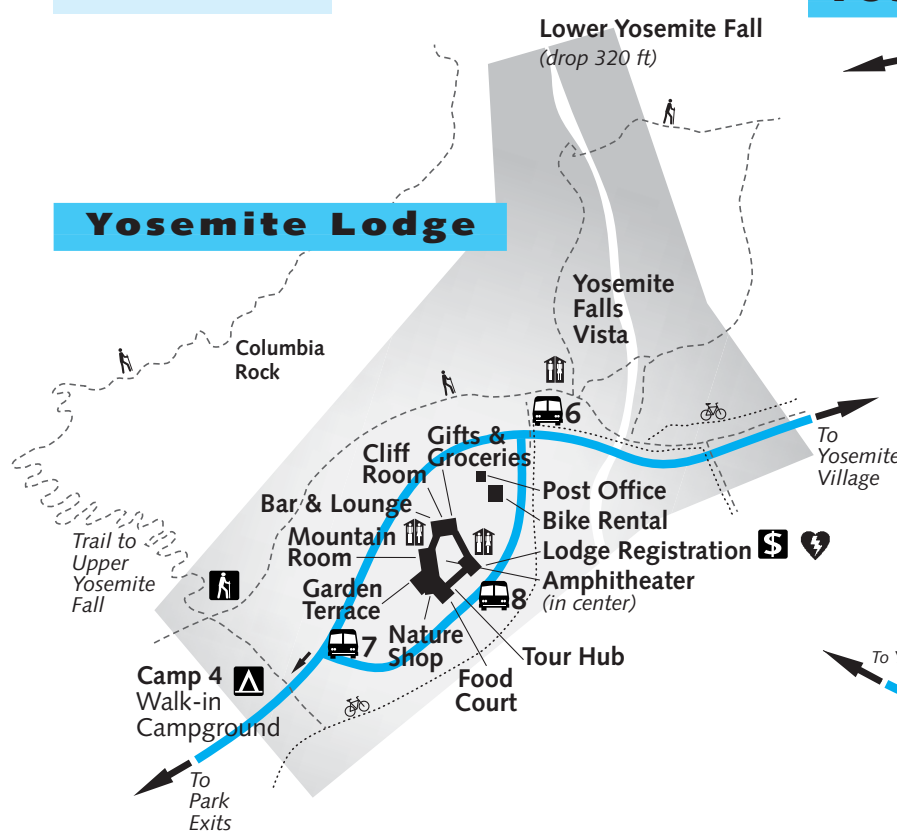 Lower Yosemite Fall
(drop 320 ft)
Yosemite Lodge
Yosemite
Falls
Vista
Columbia
Rock
6
To
Yosemite
Village
Gifts &
Groceries
Cliff
Room
Bar & Lounge
Post Office
Bike Rental
Mountain
Room
Lodge Registration $
Amphitheater
(in center)
Garden
Terrace
8
Trail to
Upper
Yosemite
Fall
7
Nature
Shop
Tour Hub
Food
Court
Camp 4
Walk-in
Campground
To
Park
Exits
To